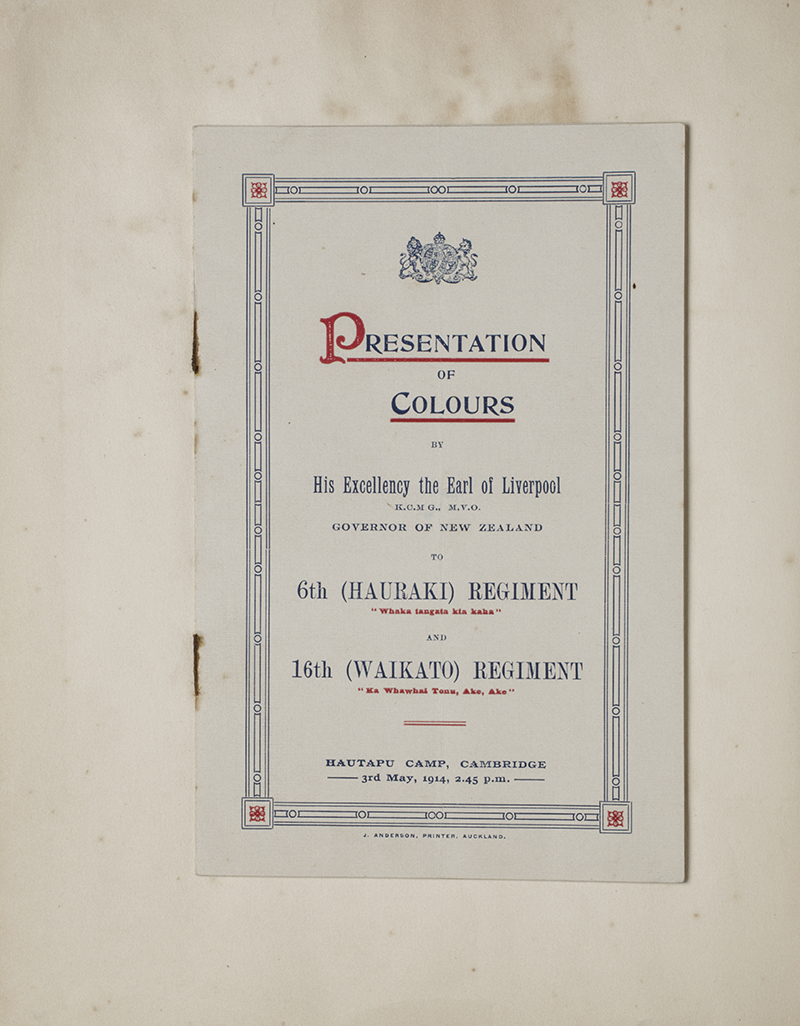 PRESENTATION
OF
COLOURS
BY
His Excellency the Earl of Liverpool
K.C.M G., M.V.O.
GOVERNOR OF NEW ZEALAND
TO
6th (HAURAKI) REGIMENT
"Whaka tangata kia kaha"
AND
16th (WAIKATO) REGIMENT
"Ka Whawhai Tonu, Ake, Ake"
HAUTAPU CAMP, CAMBRIDGE
3rd May, 1914, 2.45 p.m.
J. ANDERSON, PRINTER, AUCKLAND.